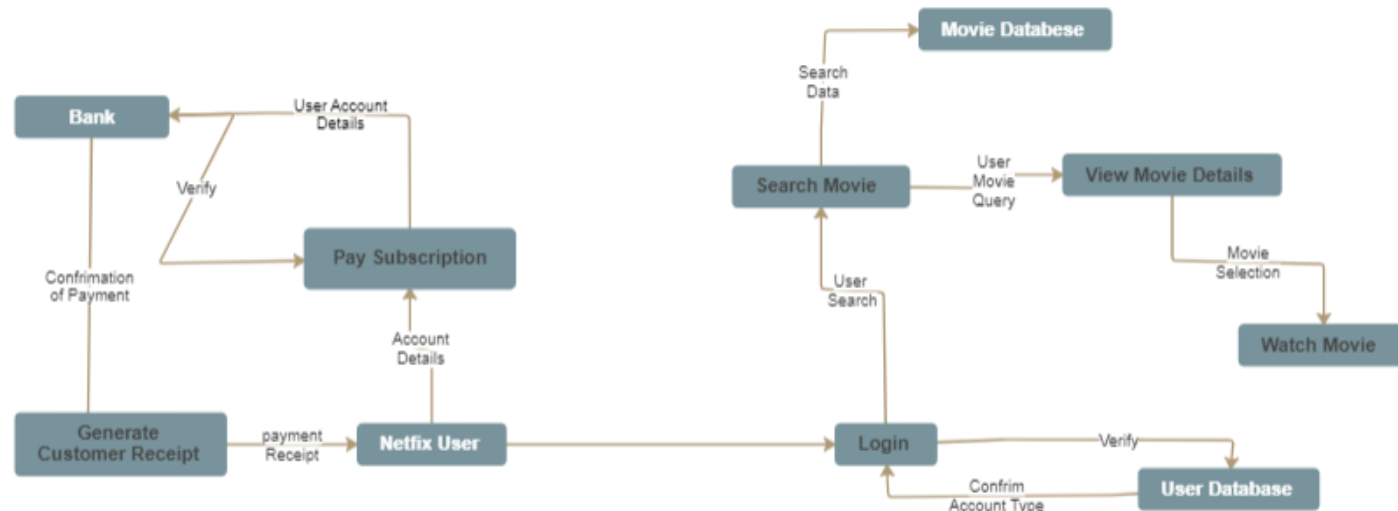 Movie Databese
Search
Data
User Account
Details
Bank
Verify
Search Movie
User
Movie
Query
View Movie Details
Pay Subscription
Movie
Selection
Confrimation
of Payment
User
Search
Account
Details
Watch Movie
Generate
Customer Receipt
payment
Receipt
Netfix User
Login
Verify
Confrim
Account Type
User Database